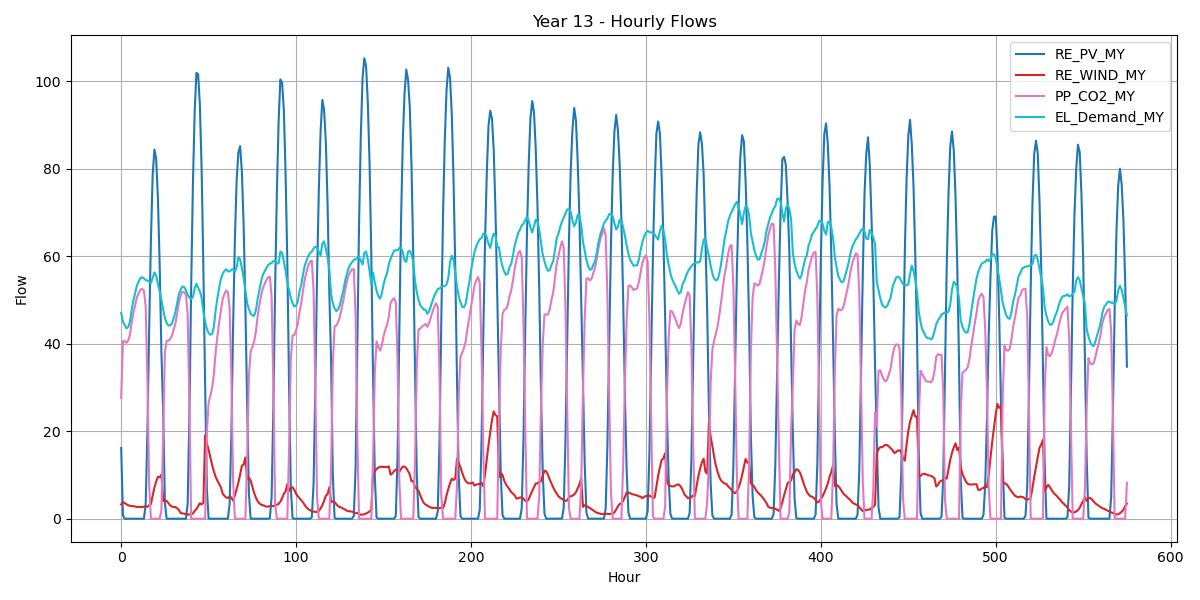 Year 13 - Hourly Flows
RE_PV_MY
RE_WIND_MY
PP_CO2_MY
EL_Demand_MY
Flow
100
80
60
40
20
0
0 100 200 300 400 500 600
Hour